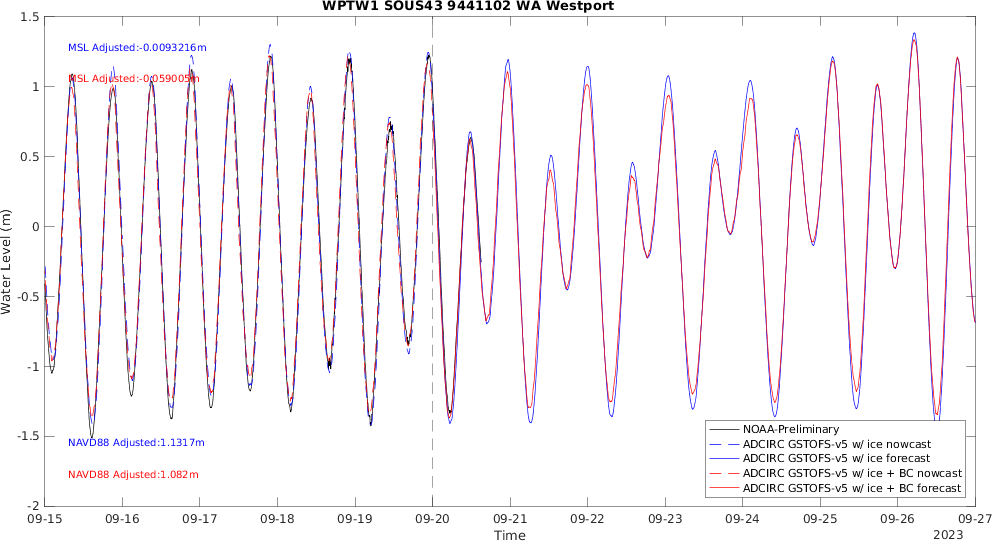 WPTW1 SOUS43 9441102 WA Westport
1.5
1
0.5
0
-0.5
-1
-1.5
-2
Water Level (m)
MSL Adjusted:-0.0093216m
MSL Adjusted:-0.059005m
NAVD88 Adjusted:1.1317m
NAVD88 Adjusted:1.082m
NOAA-Preliminary
ADCIRC GSTOFS-v5 w/ ice nowcast
ADCIRC GSTOFS-v5 w/ ice forecast
ADCIRC GSTOFS-v5 w/ ice + BC nowcast
ADCIRC GSTOFS-v5 w/ ice + BC forecast
09-15 09-16 09-17 09-18 09-19 09-20 09-21 09-22 09-23 09-24 09-25 09-26 09-27
Time
2023